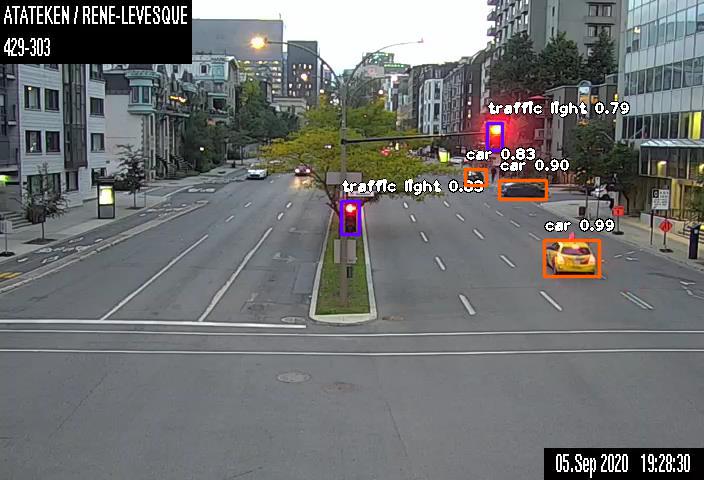 ATATEKEN / RENE-LEVESQUE
429-303
traffic light 0.79
car 0.83
car 0.90
traffic light 0.
car 0.99
05.Sep 2020 19:28:30